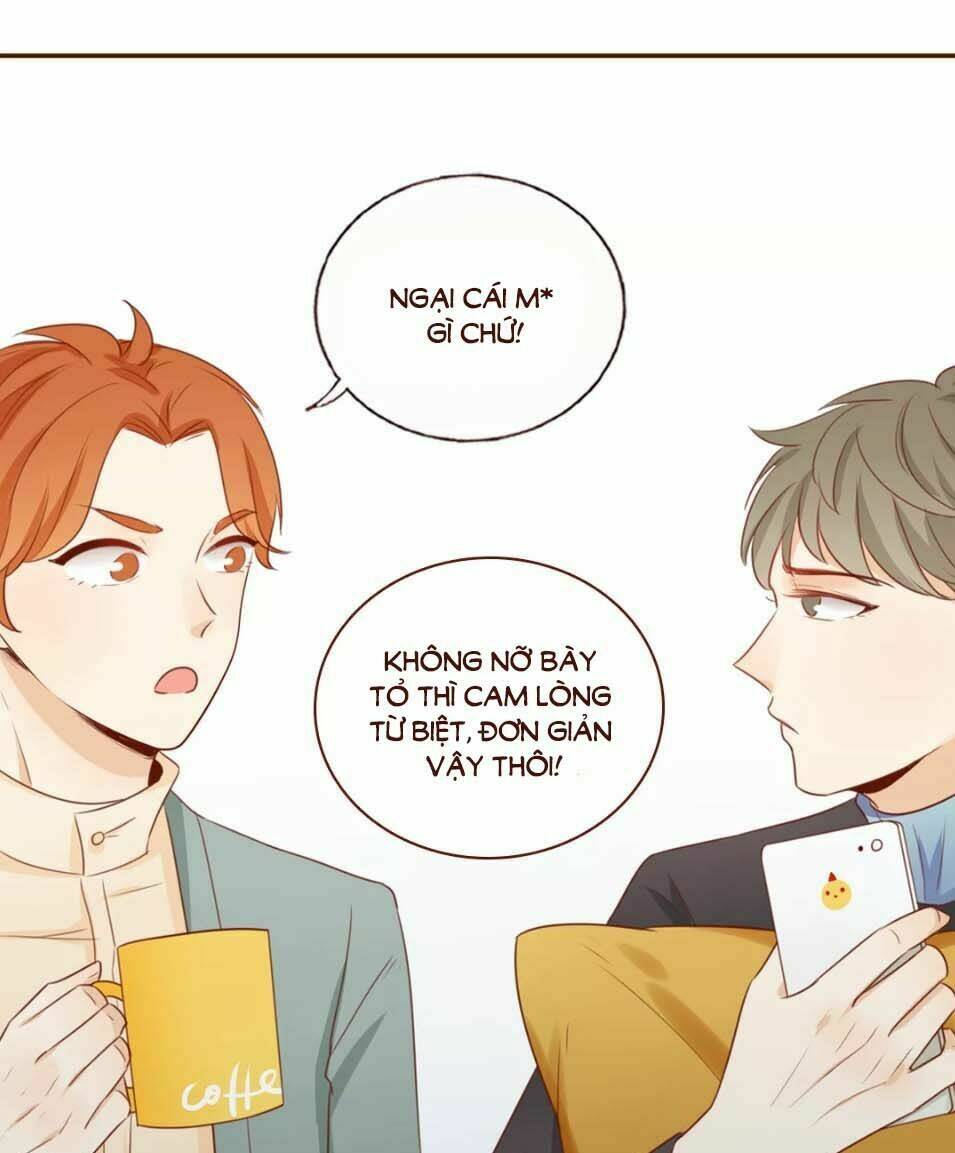 NGẠI CÁI M*
GÌ CHỨ!
KHÔNG NỠ BÀY
TỎ THÌ CAM LÒNG
TỪ BIỆT, ĐƠN GIẢN
VẬY THÔI!
coffe